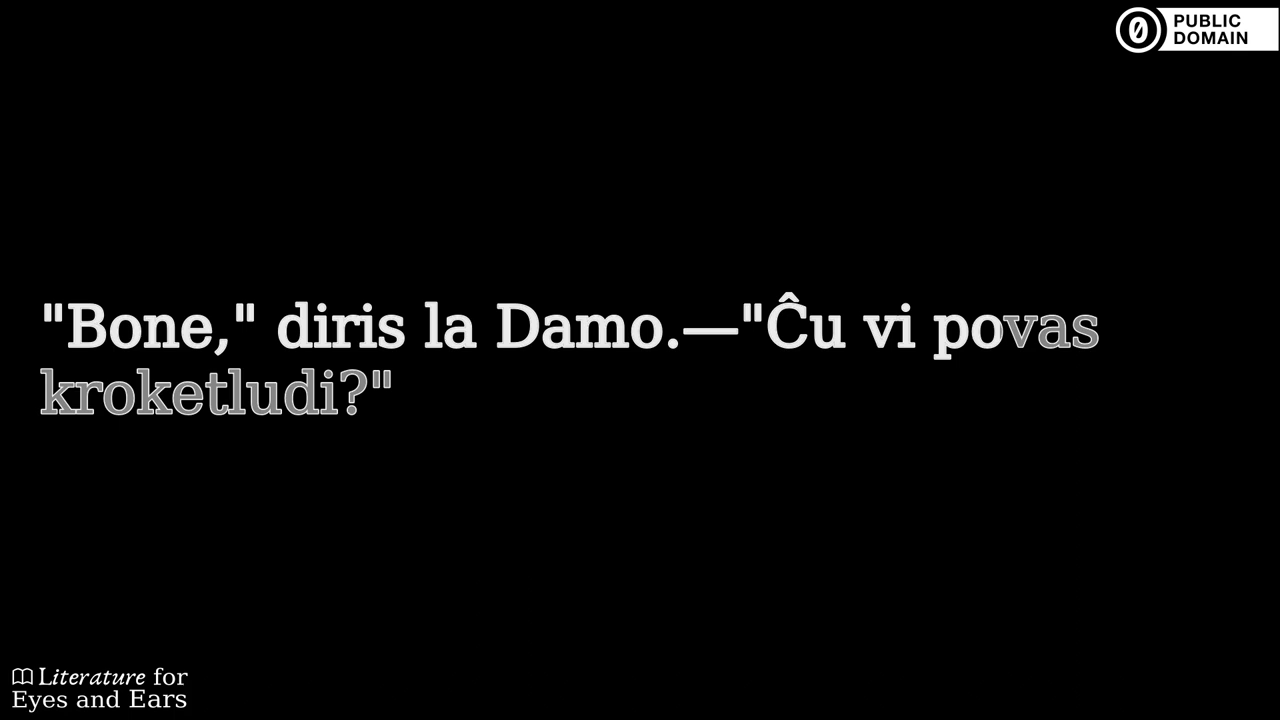 PUBLIC
DOMAIN
"Bone," diris la Damo.—"Ĉu vi povas
kroketludi?"
Literature for
Eyes and Ears